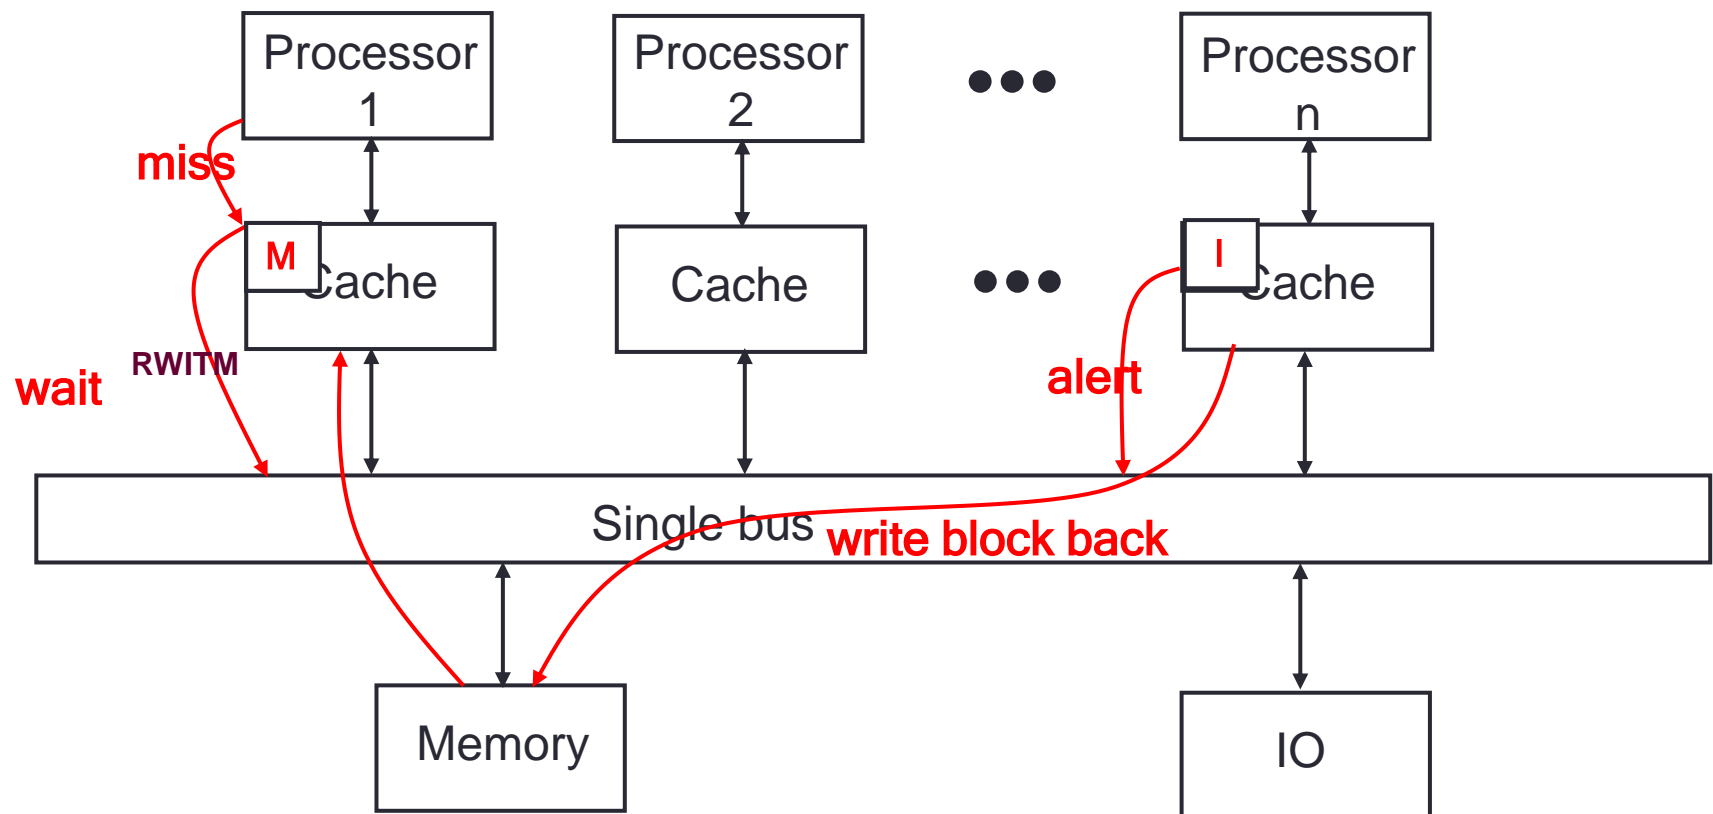 Processor
1
Processor
2
Processor
n
miss
M
Cache
Cache
I
Cache
wait
RWITM
alert
Single bus
write block back
Memory
IO